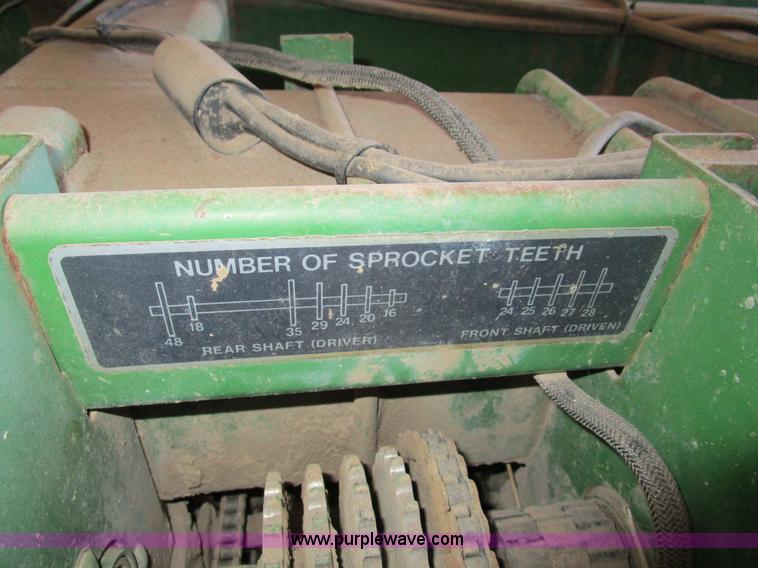 NUMBER OF SPROCKET TEETH
48 18 35 29 24 20 16 24 25 26 27 28
REAR SHAFT (DRIVER) FRONT SHAFT (DRIVEN)
www.purplewave.com